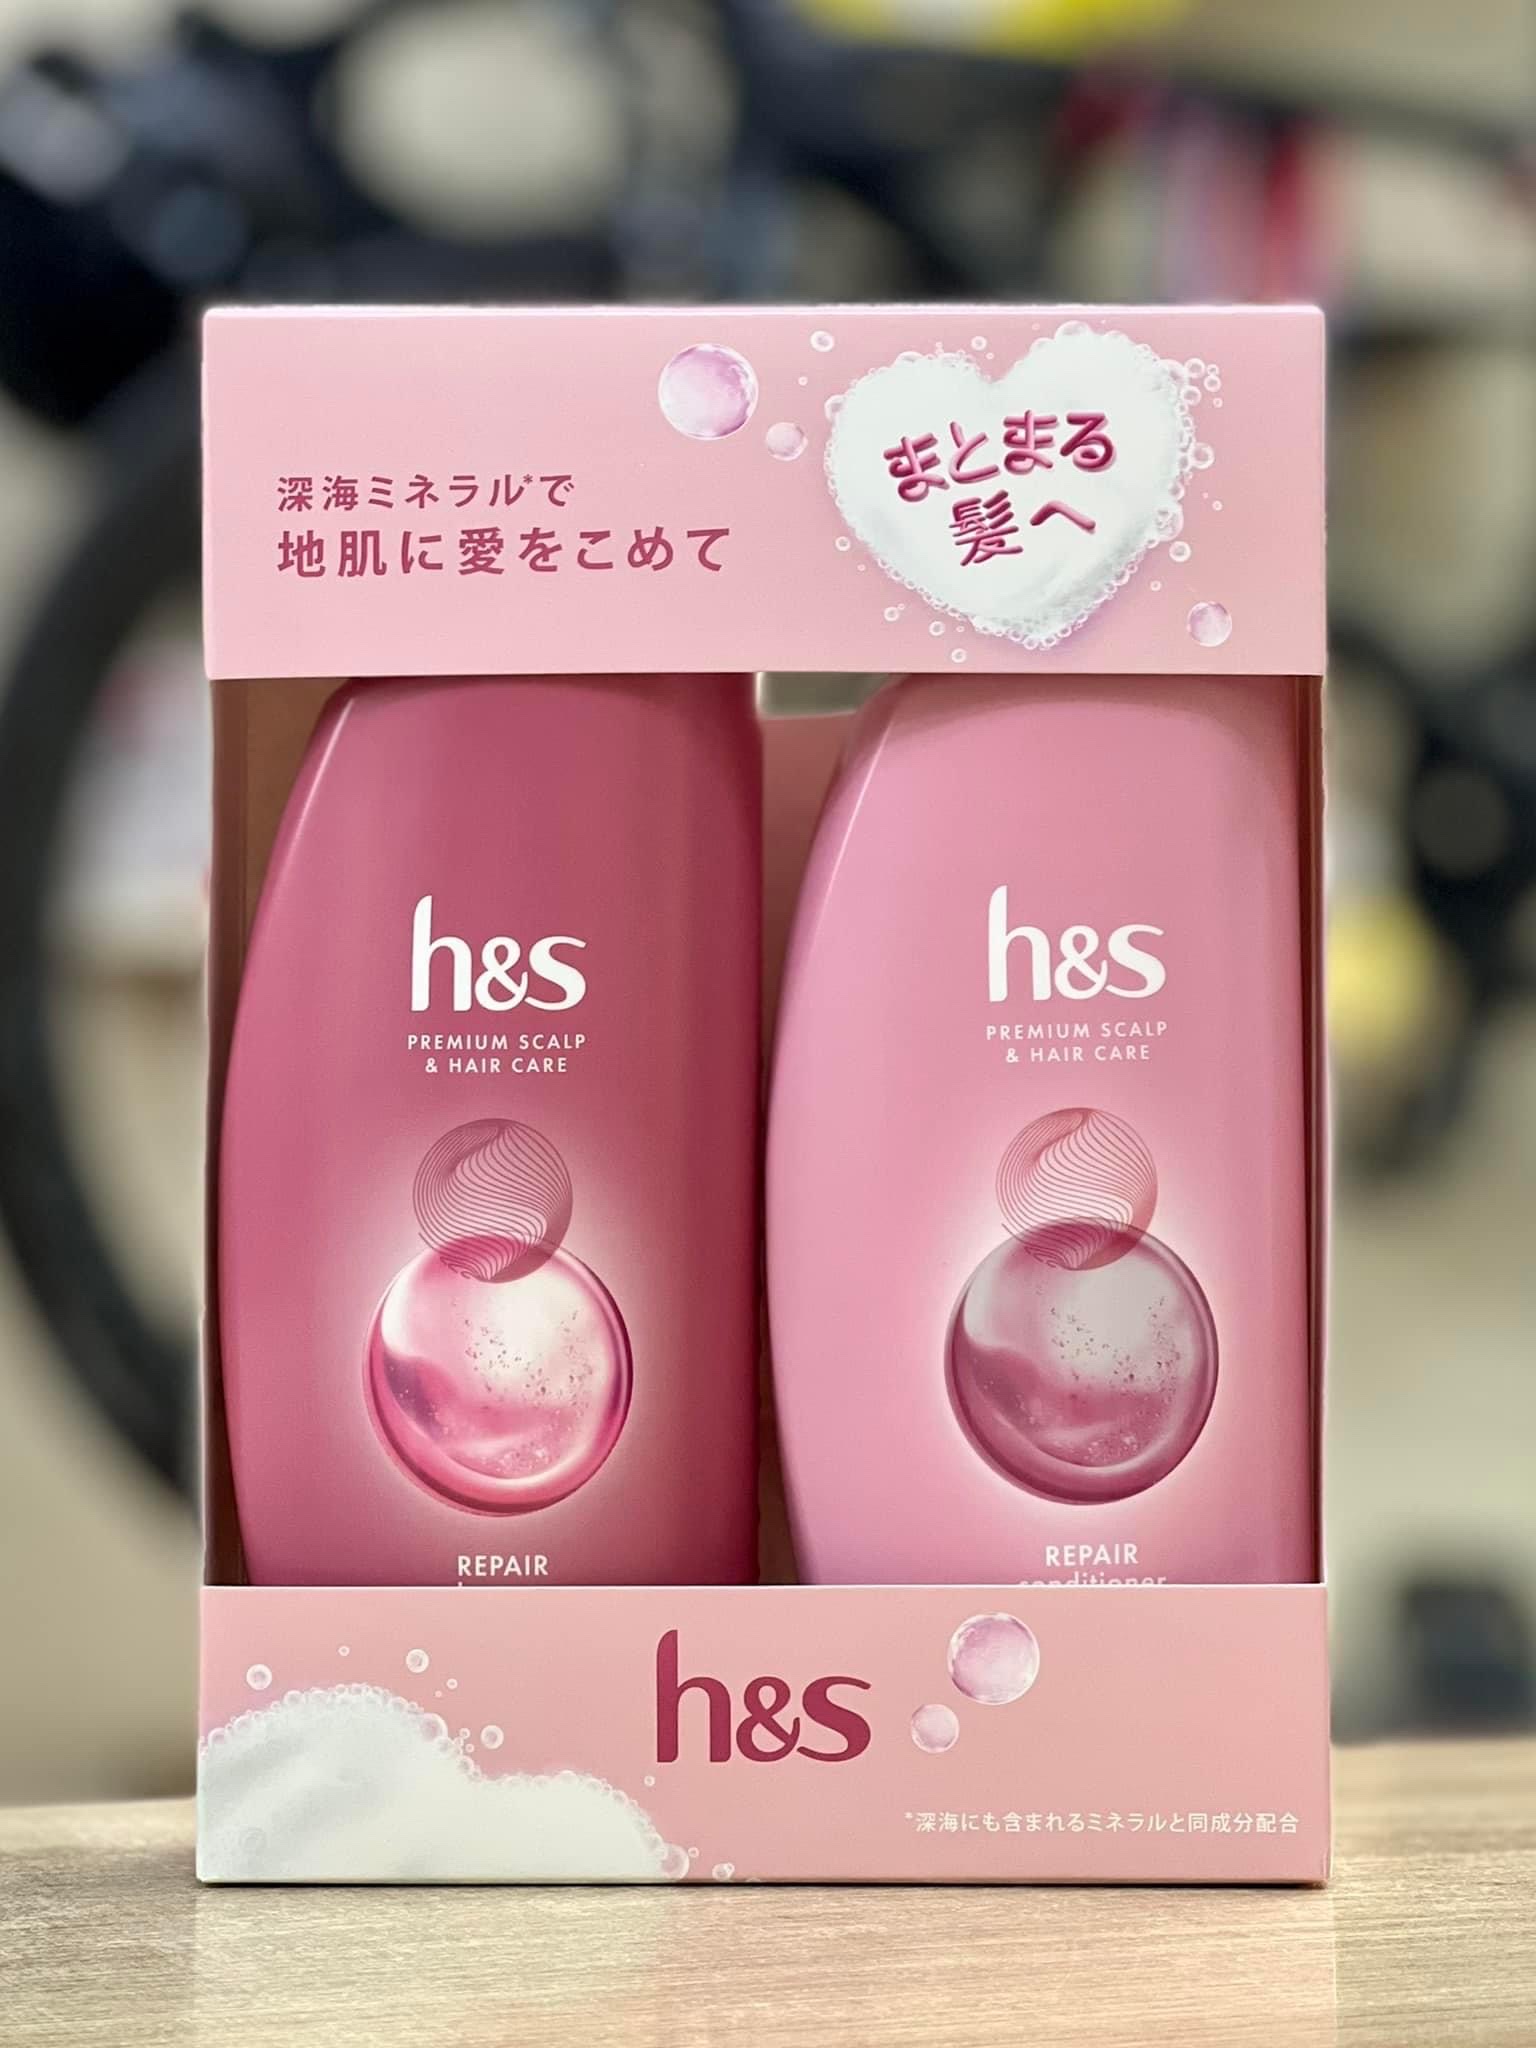 深海ミネラル*で
地肌に愛をこめて
まとまる
髪へ
h&s
PREMIUM SCALP
& HAIR CARE
REPAIR
h&s
PREMIUM SCALP
& HAIR CARE
REPAIR
conditioner
h&s
*深海にも含まれるミネラルと同成分配合